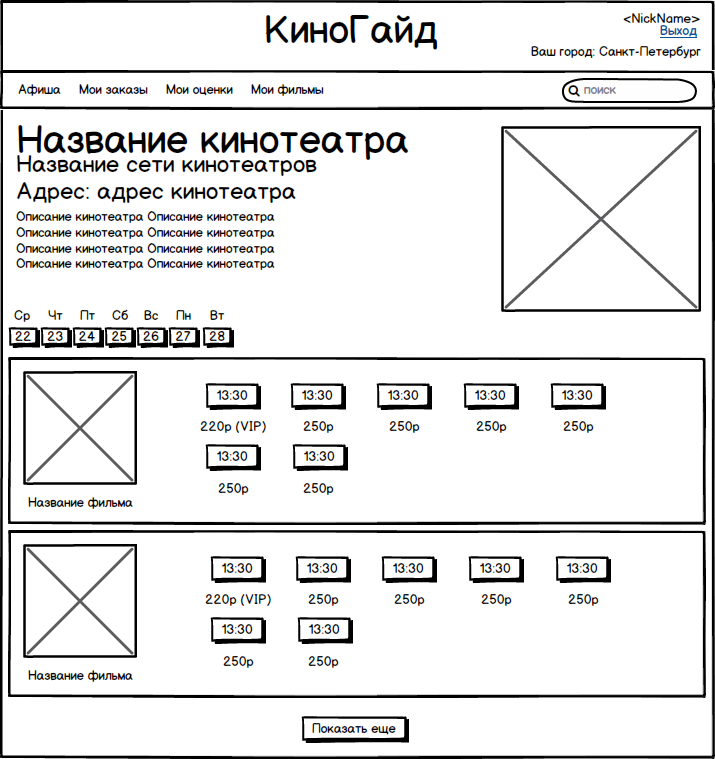 КиноГайд
<NickName>
Выход
Ваш город: Санкт-Петербург
Афиша Мои заказы Мои оценки Мои фильмы поиск
Название кинотеатра
Название сети кинотеатров
Адрес: адрес кинотеатра
Описание кинотеатра Описание кинотеатра
Описание кинотеатра Описание кинотеатра
Описание кинотеатра Описание кинотеатра
Описание кинотеатра Описание кинотеатра
Ср Чт Пт Сб Вс Пн Вт
22 23 24 25 26 27 28
13:30 13:30 13:30 13:30 13:30
220р (VIP) 250р 250р 250р 250р
13:30 13:30
250р 250р
Название фильма
13:30 13:30 13:30 13:30 13:30
220р (VIP) 250р 250р 250р 250р
13:30 13:30
250р 250р
Название фильма
Показать еще